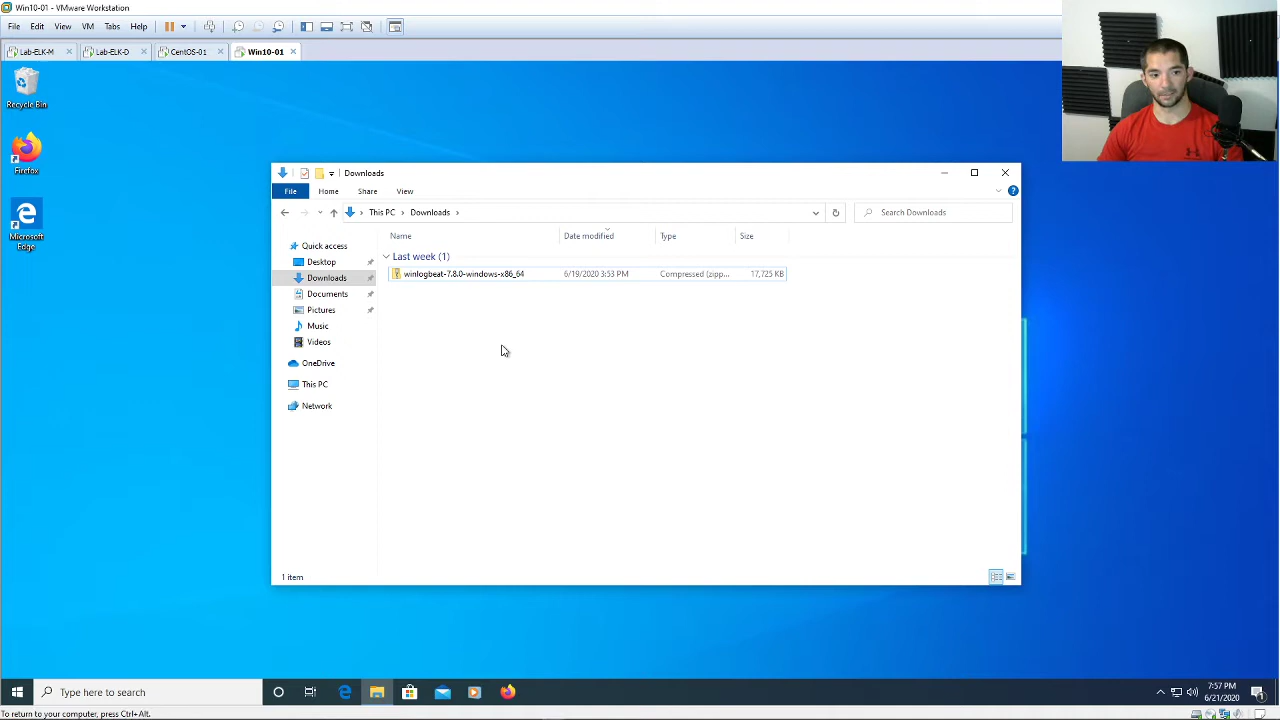 Win10-01 - VMware Workstation
File Edit View VM Tabs Help
Lab-ELK-M Lab-ELK-D CentOS-01 Win10-01
Recycle Bin
Firefox
Microsoft
Edge
Downloads
File Home Share View
This PC Downloads Search Downloads
Name Date modified Type Size
Quick access
Desktop
Downloads
Documents
Pictures
Music
Videos
OneDrive
This PC
Network
Last week (1)
winlogbeat-7.8.0-windows-x86_64 6/19/2020 3:53 PM Compressed (zipp... 17,725 KB
1 item
Type here to search
7:57 PM
6/21/2020
To return to your computer, press Ctrl+Alt.